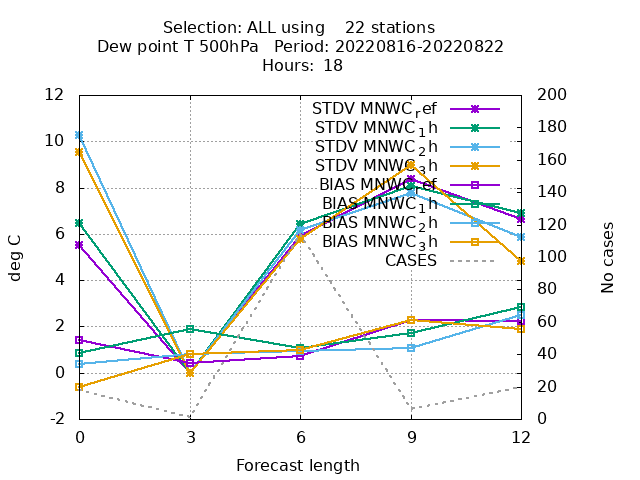 Selection: ALL using 22 stations
Dew point T 500hPa Period: 20220816-20220822
Hours: 18
deg C
No cases
12
10
8
6
4
2
0
-2
200
180
160
140
120
100
80
60
40
20
0
STDV MNWC_ref
STDV MNWC_1h
STDV MNWC_2h
STDV MNWC_3h
BIAS MNWC_ref
BIAS MNWC_1h
BIAS MNWC_2h
BIAS MNWC_3h
CASES
0 3 6 9 12
Forecast length